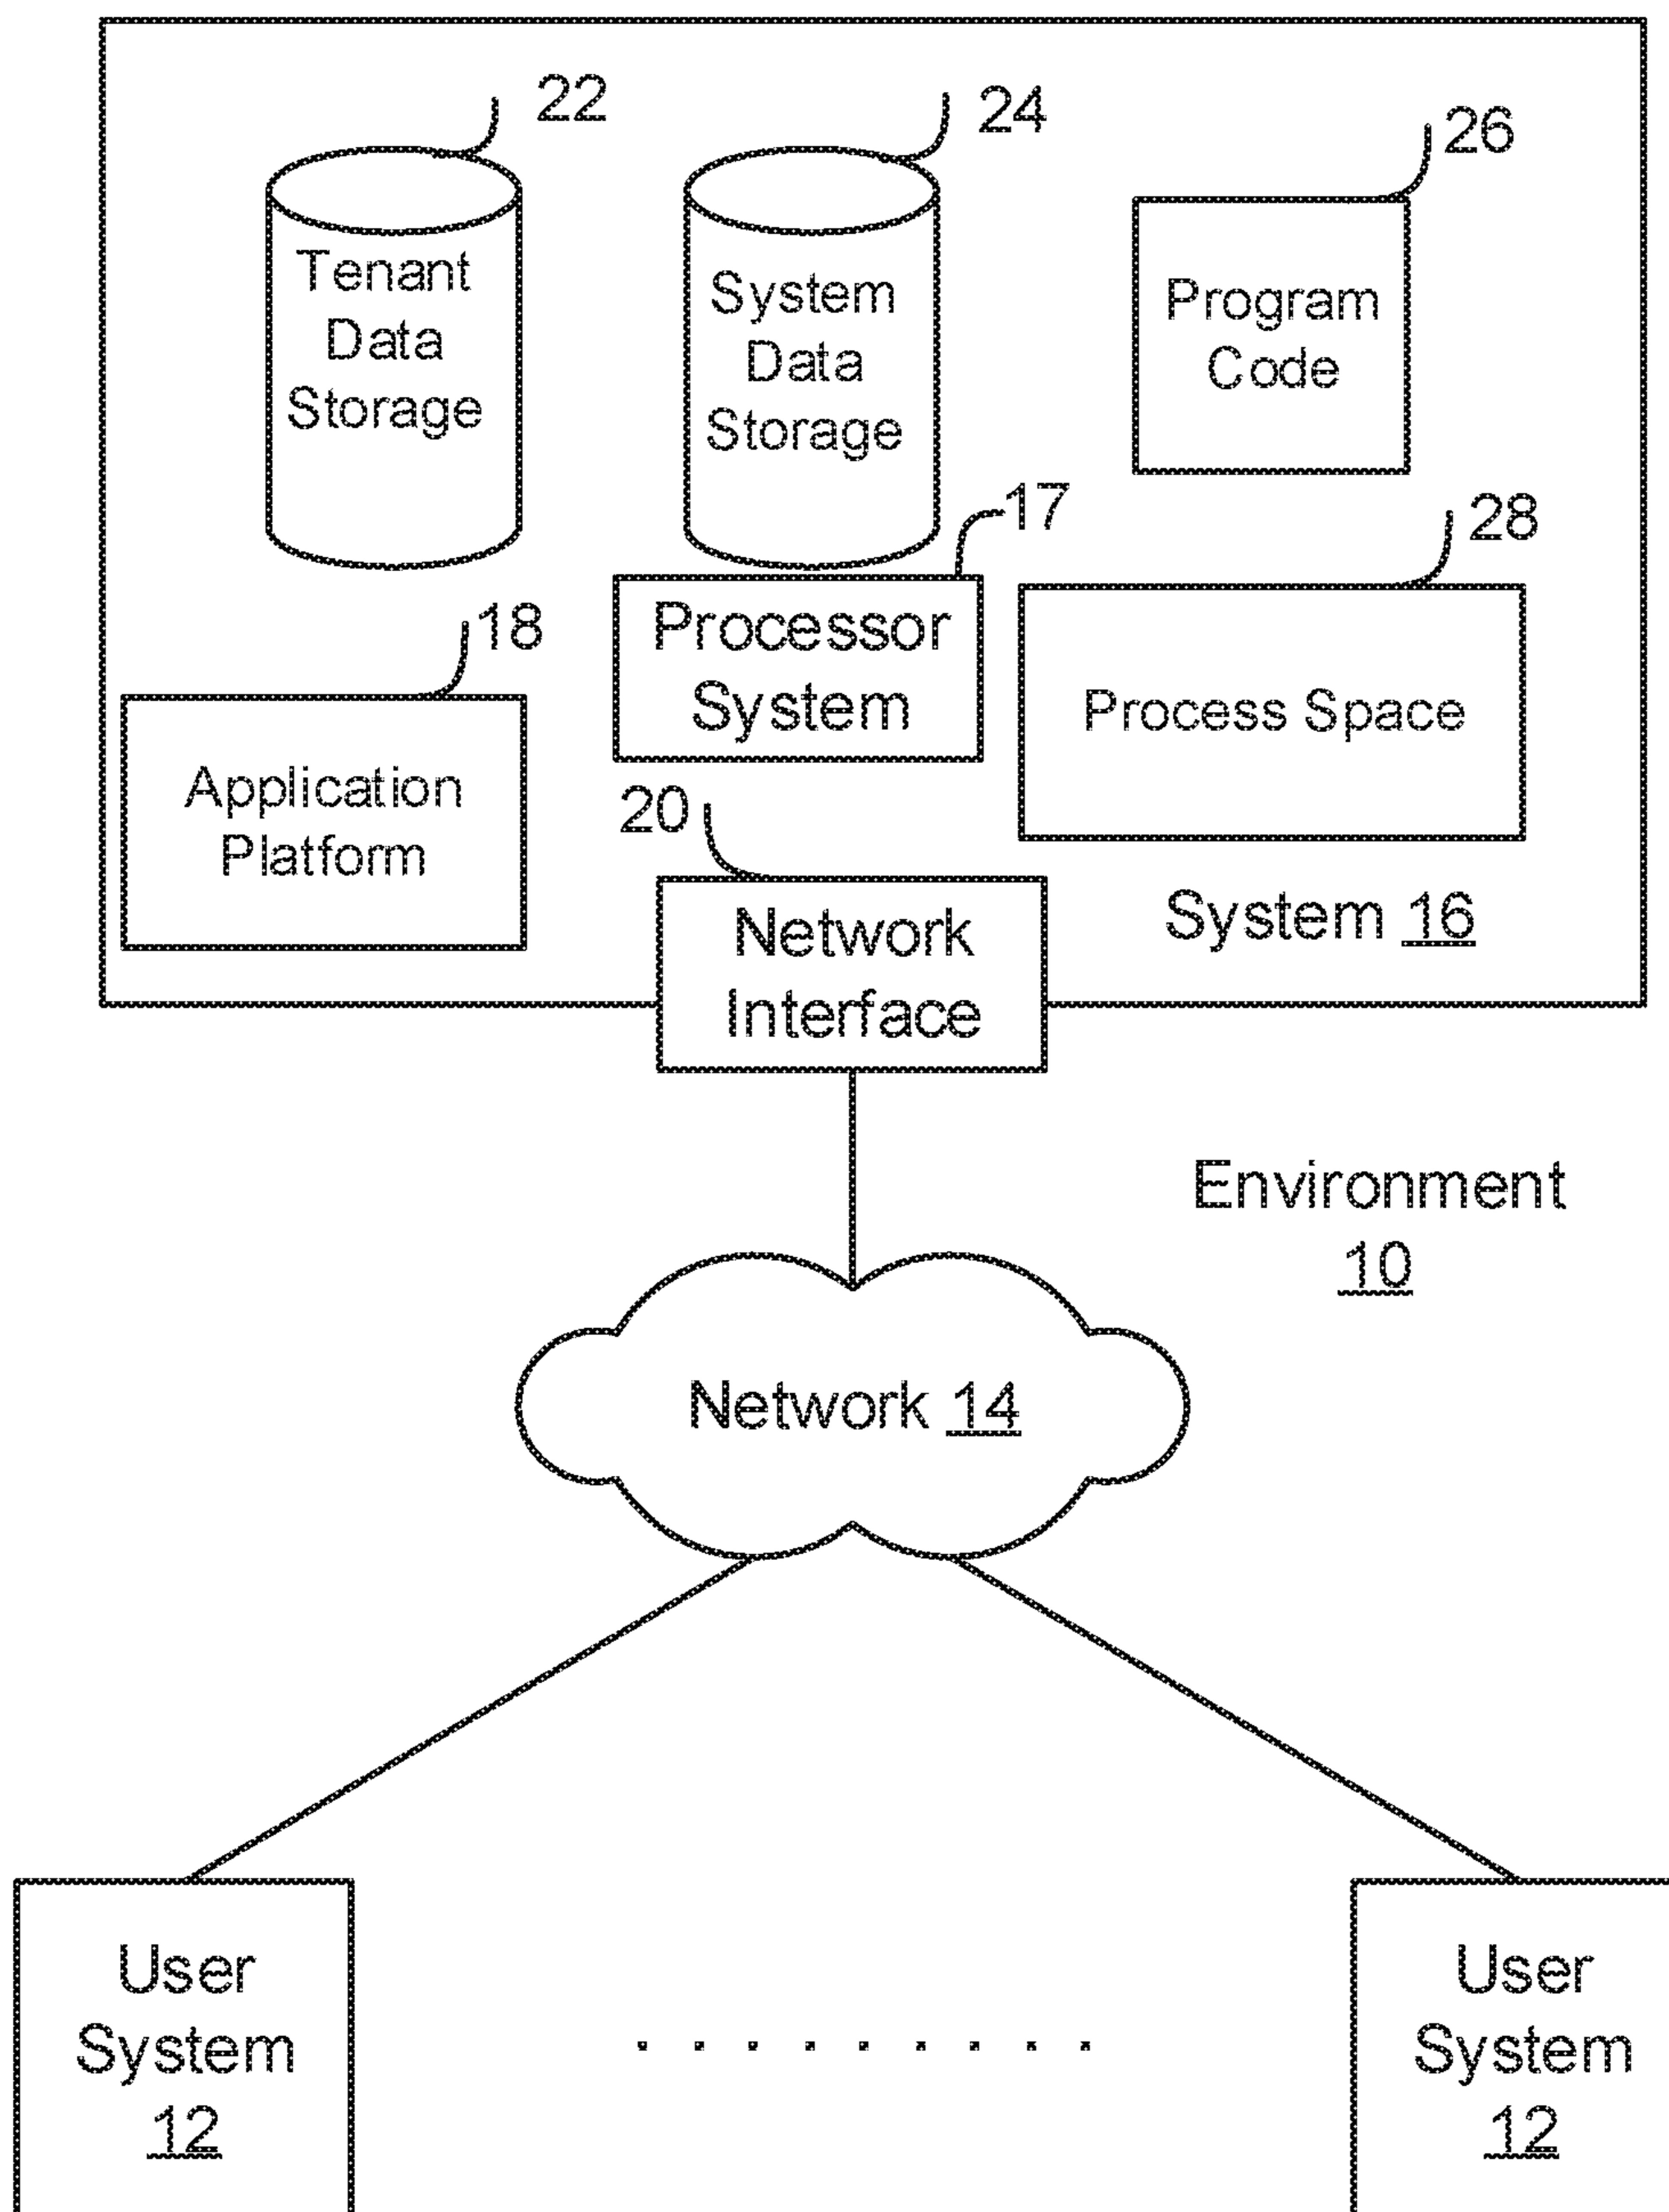 22
24
26
Tenant
Data
Storage
System
Data
Storage
Program
Code
17
28
18
Processor
System
Process Space
Application
Platform
20
Network
Interface
System 16
Environment
10
Network 14
User
System
12
User
System
12